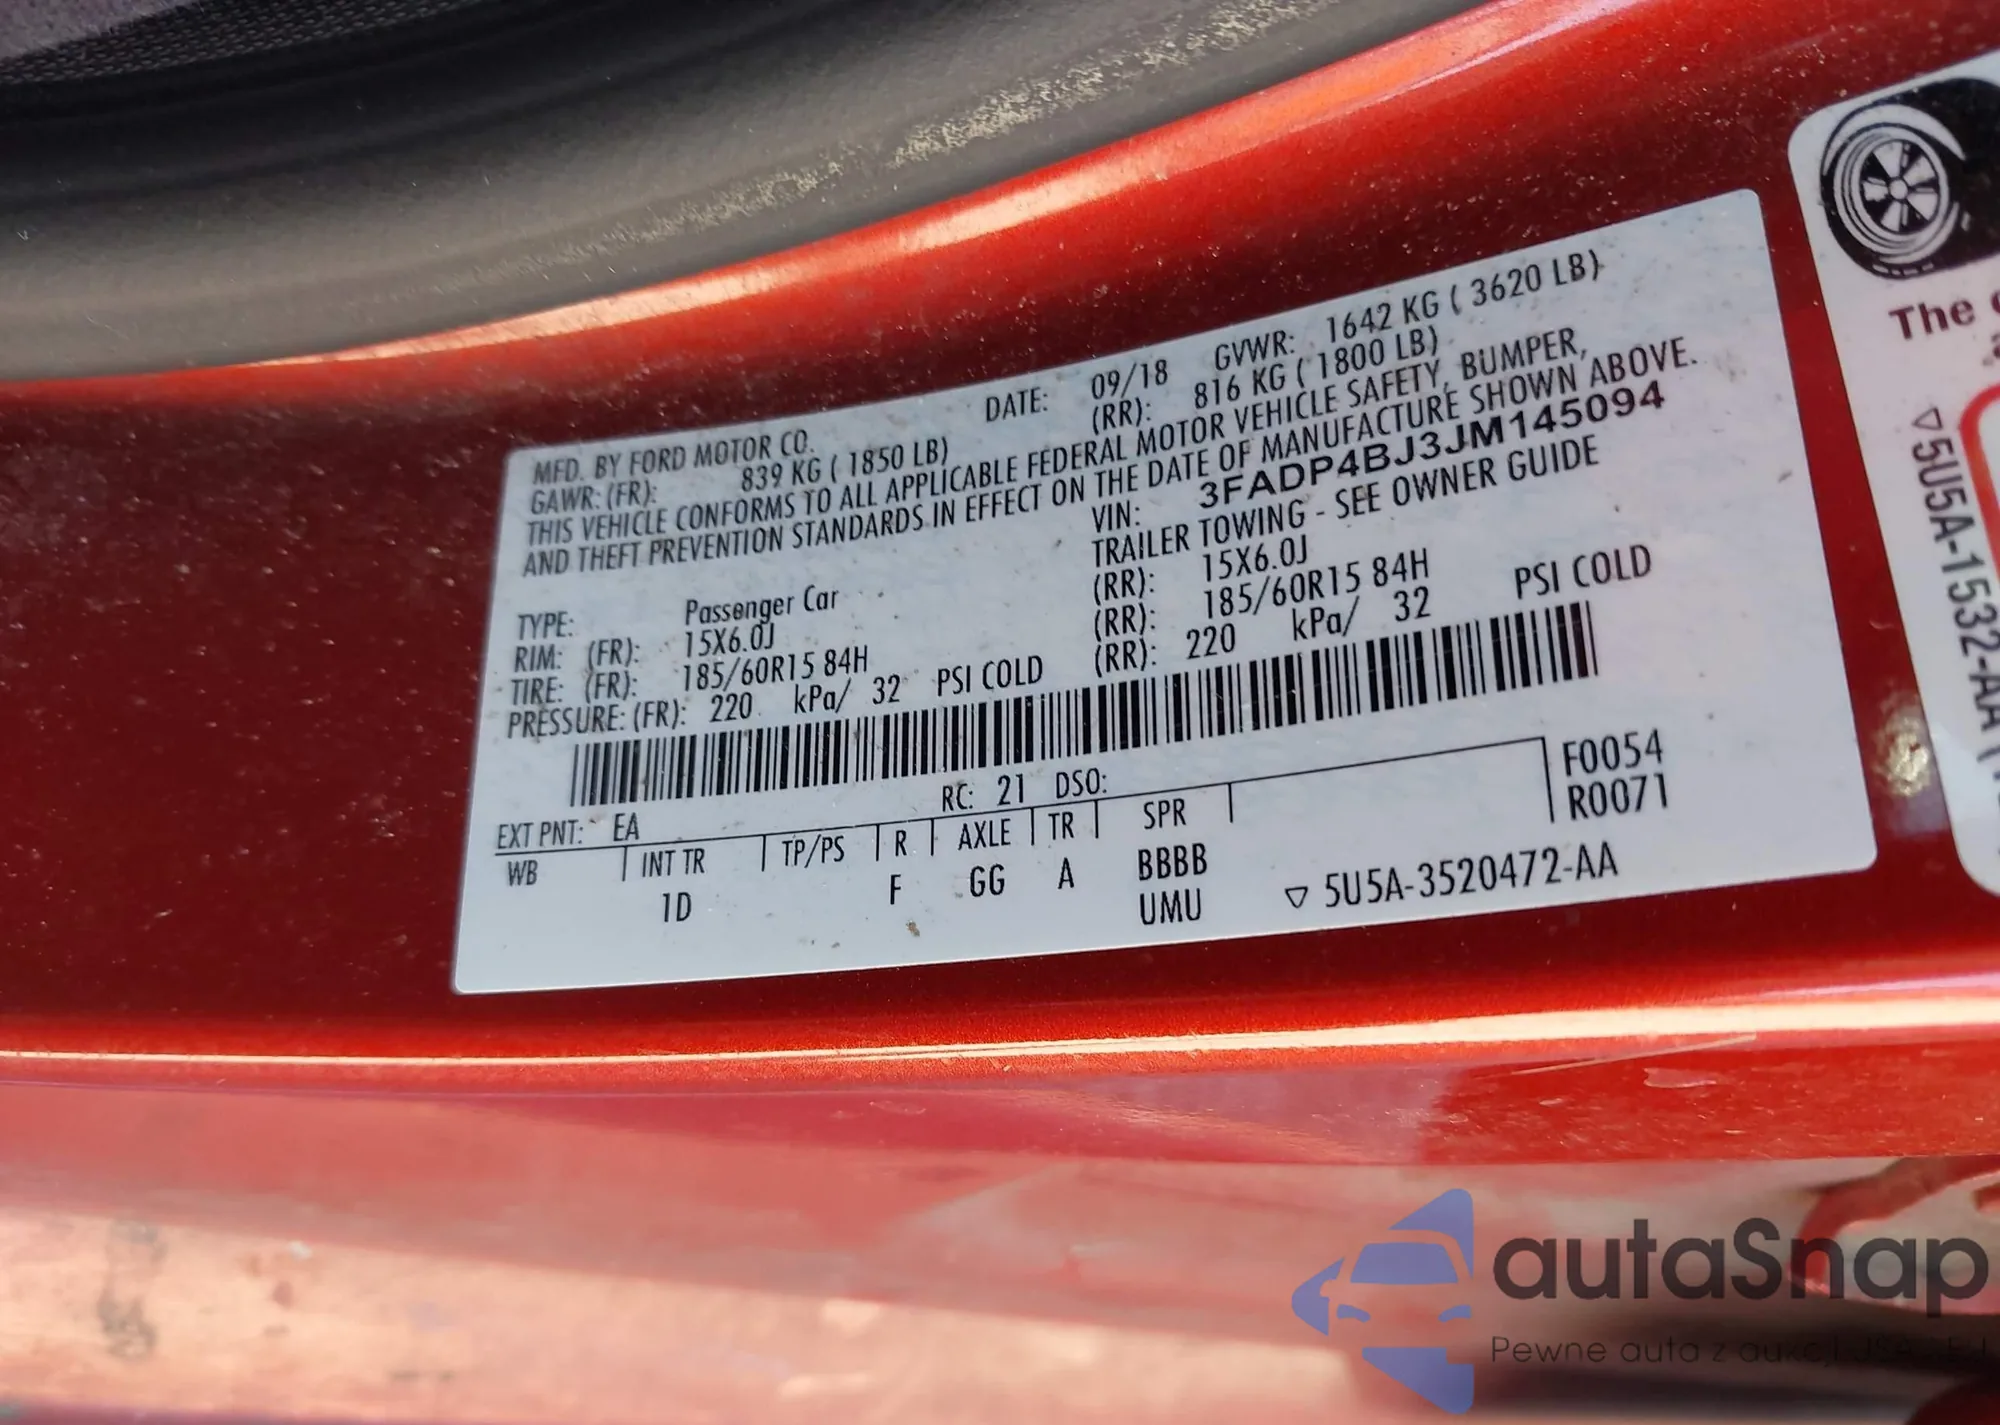 MFD. BY FORD MOTOR CO. DATE: 09/18 GVWR: 1642 KG ( 3620 LB)
GAWR: (FR): 839 KG ( 1850 LB) (RR): 816 KG ( 1800 LB)
THIS VEHICLE CONFORMS TO ALL APPLICABLE FEDERAL MOTOR VEHICLE SAFETY, BUMPER,
AND THEFT PREVENTION STANDARDS IN EFFECT ON THE DATE OF MANUFACTURE SHOWN ABOVE.
VIN: 3FADP4BJ3JM145094
TYPE: Passenger Car TRAILER TOWING - SEE OWNER GUIDE
RIM: (FR): 15X6.0J (RR): 15X6.0J
TIRE: (FR): 185/60R15 84H (RR): 185/60R15 84H
PRESSURE: (FR): 220 kPa/ 32 PSI COLD (RR): 220 kPa/ 32 PSI COLD
EXT PNT: EA RC: 21 DSO: F0054
R0071
WB INT TR TP/PS R AXLE TR SPR
1D F GG A BBBB
UMU ▽ 5U5A-3520472-AA
The
▽5U5A-1532-AA
autaSnap
Pewne auta z aukcji